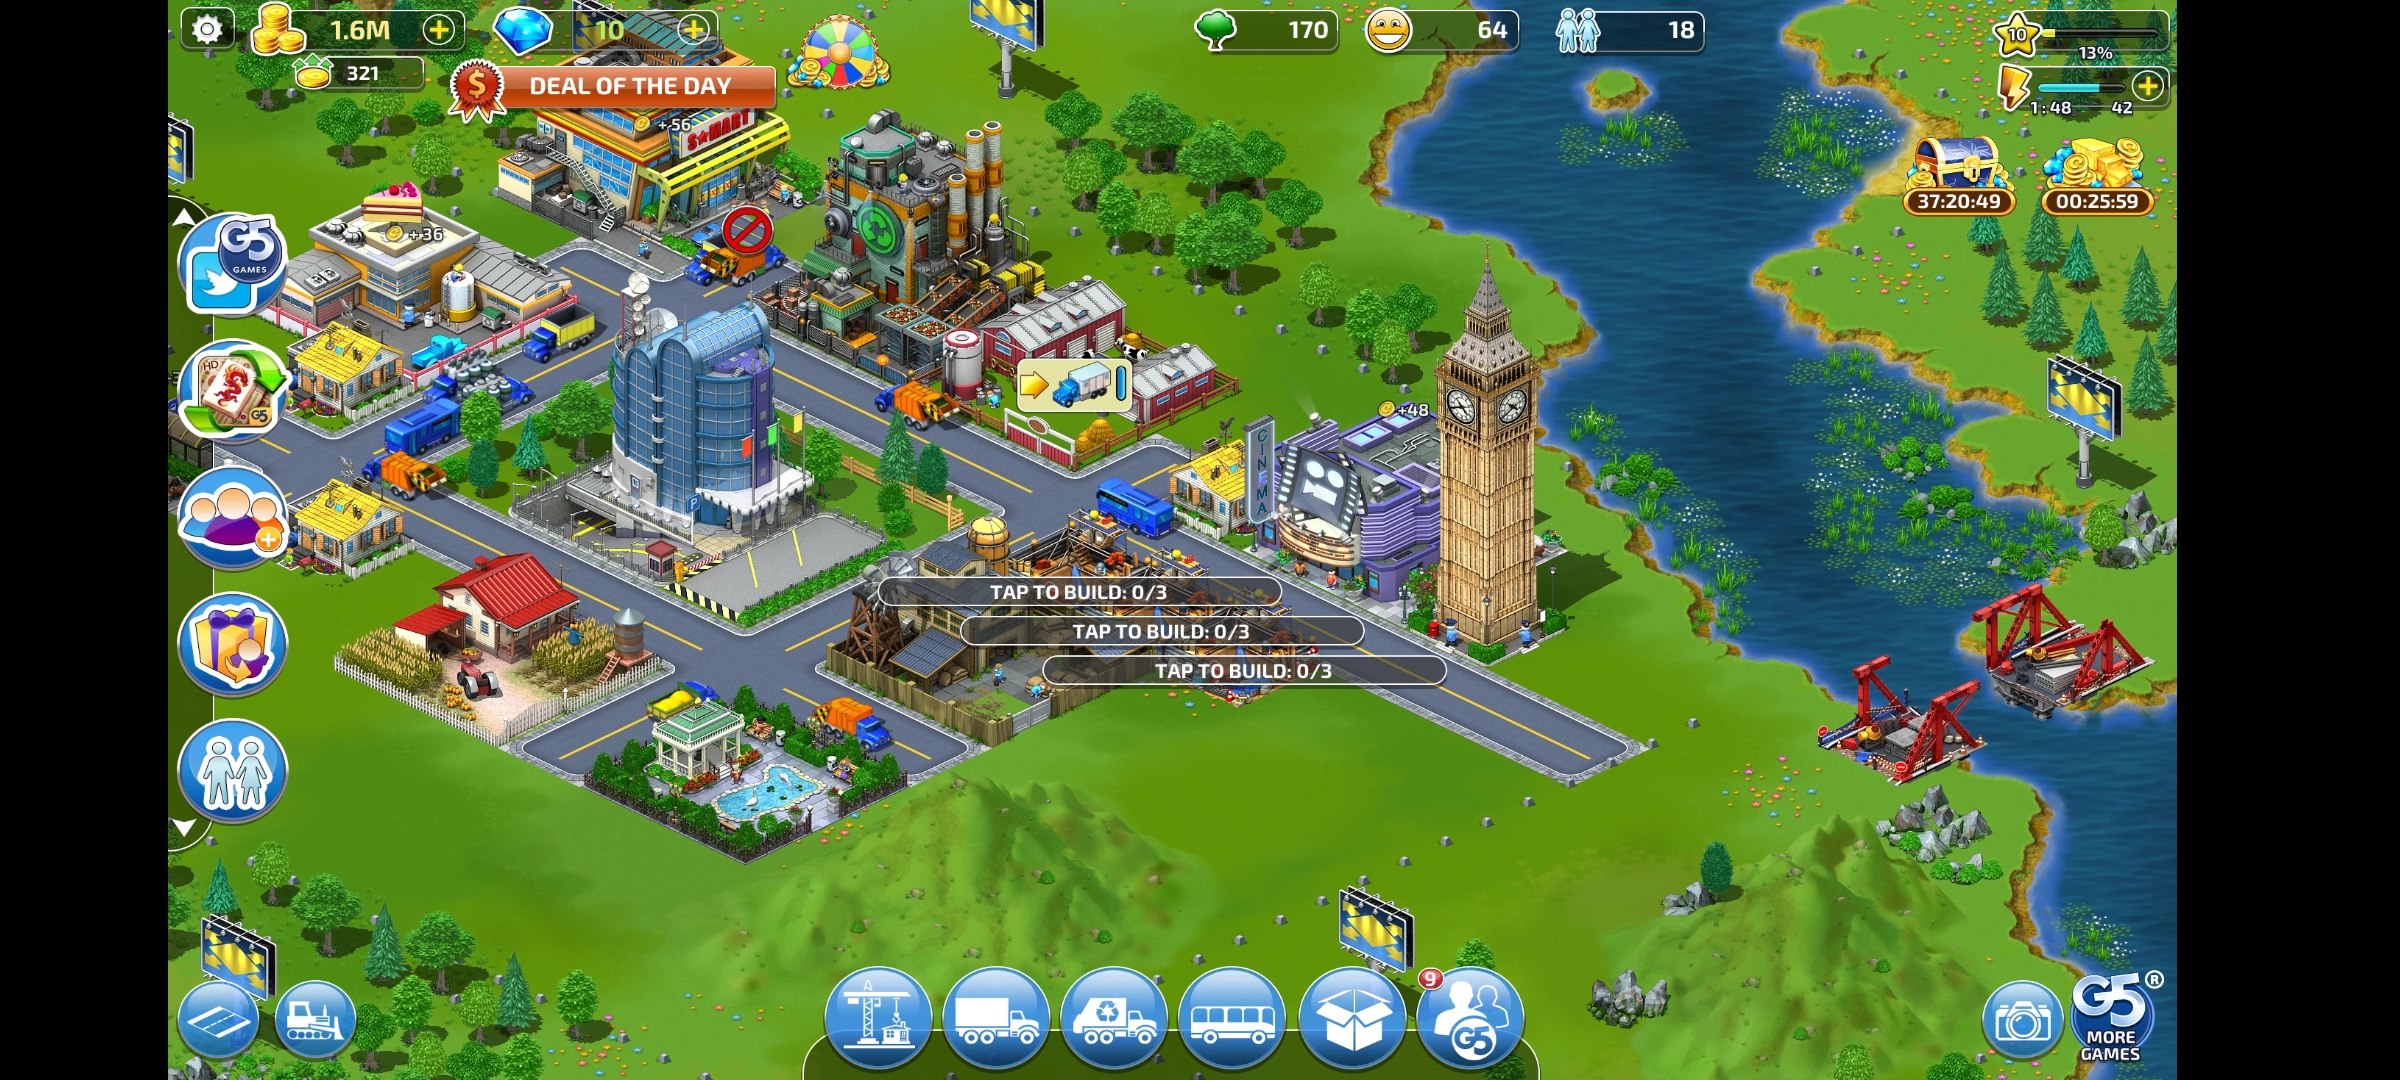 1.6M
10
170
64
18
10
13%
321
DEAL OF THE DAY
1:48
42
+56
S★MART
37:20:49
00:25:59
+36
G5
GAMES
HD
G5
CINEMA
+48
P
TAP TO BUILD: 0/3
TAP TO BUILD: 0/3
TAP TO BUILD: 0/3
9
G5
G5®
MORE
GAMES